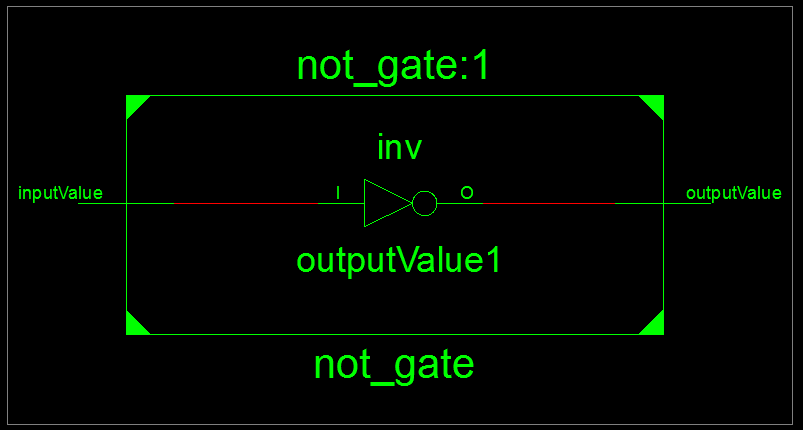 not_gate:1
inv
inputValue
I
O
outputValue
outputValue1
not_gate